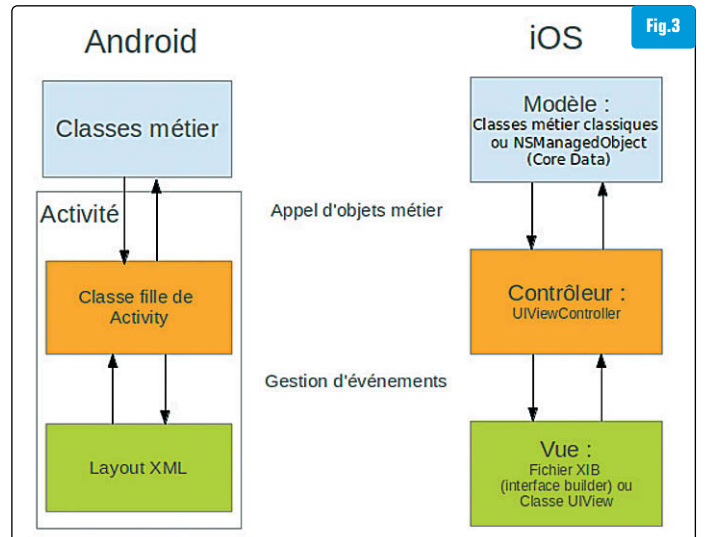 Fig.3
Android
iOS
Classes métier
Modèle :
Classes métier classiques
ou NSManagedObject
(Core Data)
Activité
Appel d'objets métier
Classe fille de
Activity
Contrôleur :
UIViewController
Gestion d'événements
Layout XML
Vue :
Fichier XIB
(interface builder) ou
Classe UIView